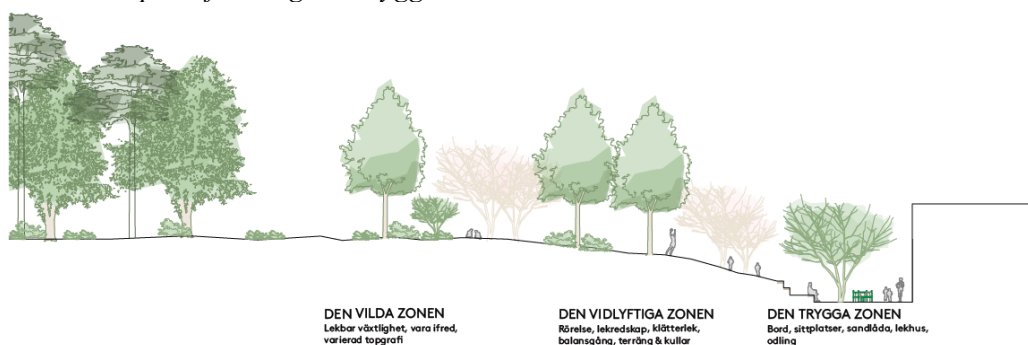 DEN VILDA ZONEN
Lekbar växtlighet, vara ifred,
varierad topografi
DEN VIDLYFTIGA ZONEN
Rörelse, lekredskap, klätterlek,
balansgång, terräng & kullar
DEN TRYGGA ZONEN
Bord, sittplatser, sandlåda, lekhus,
odling